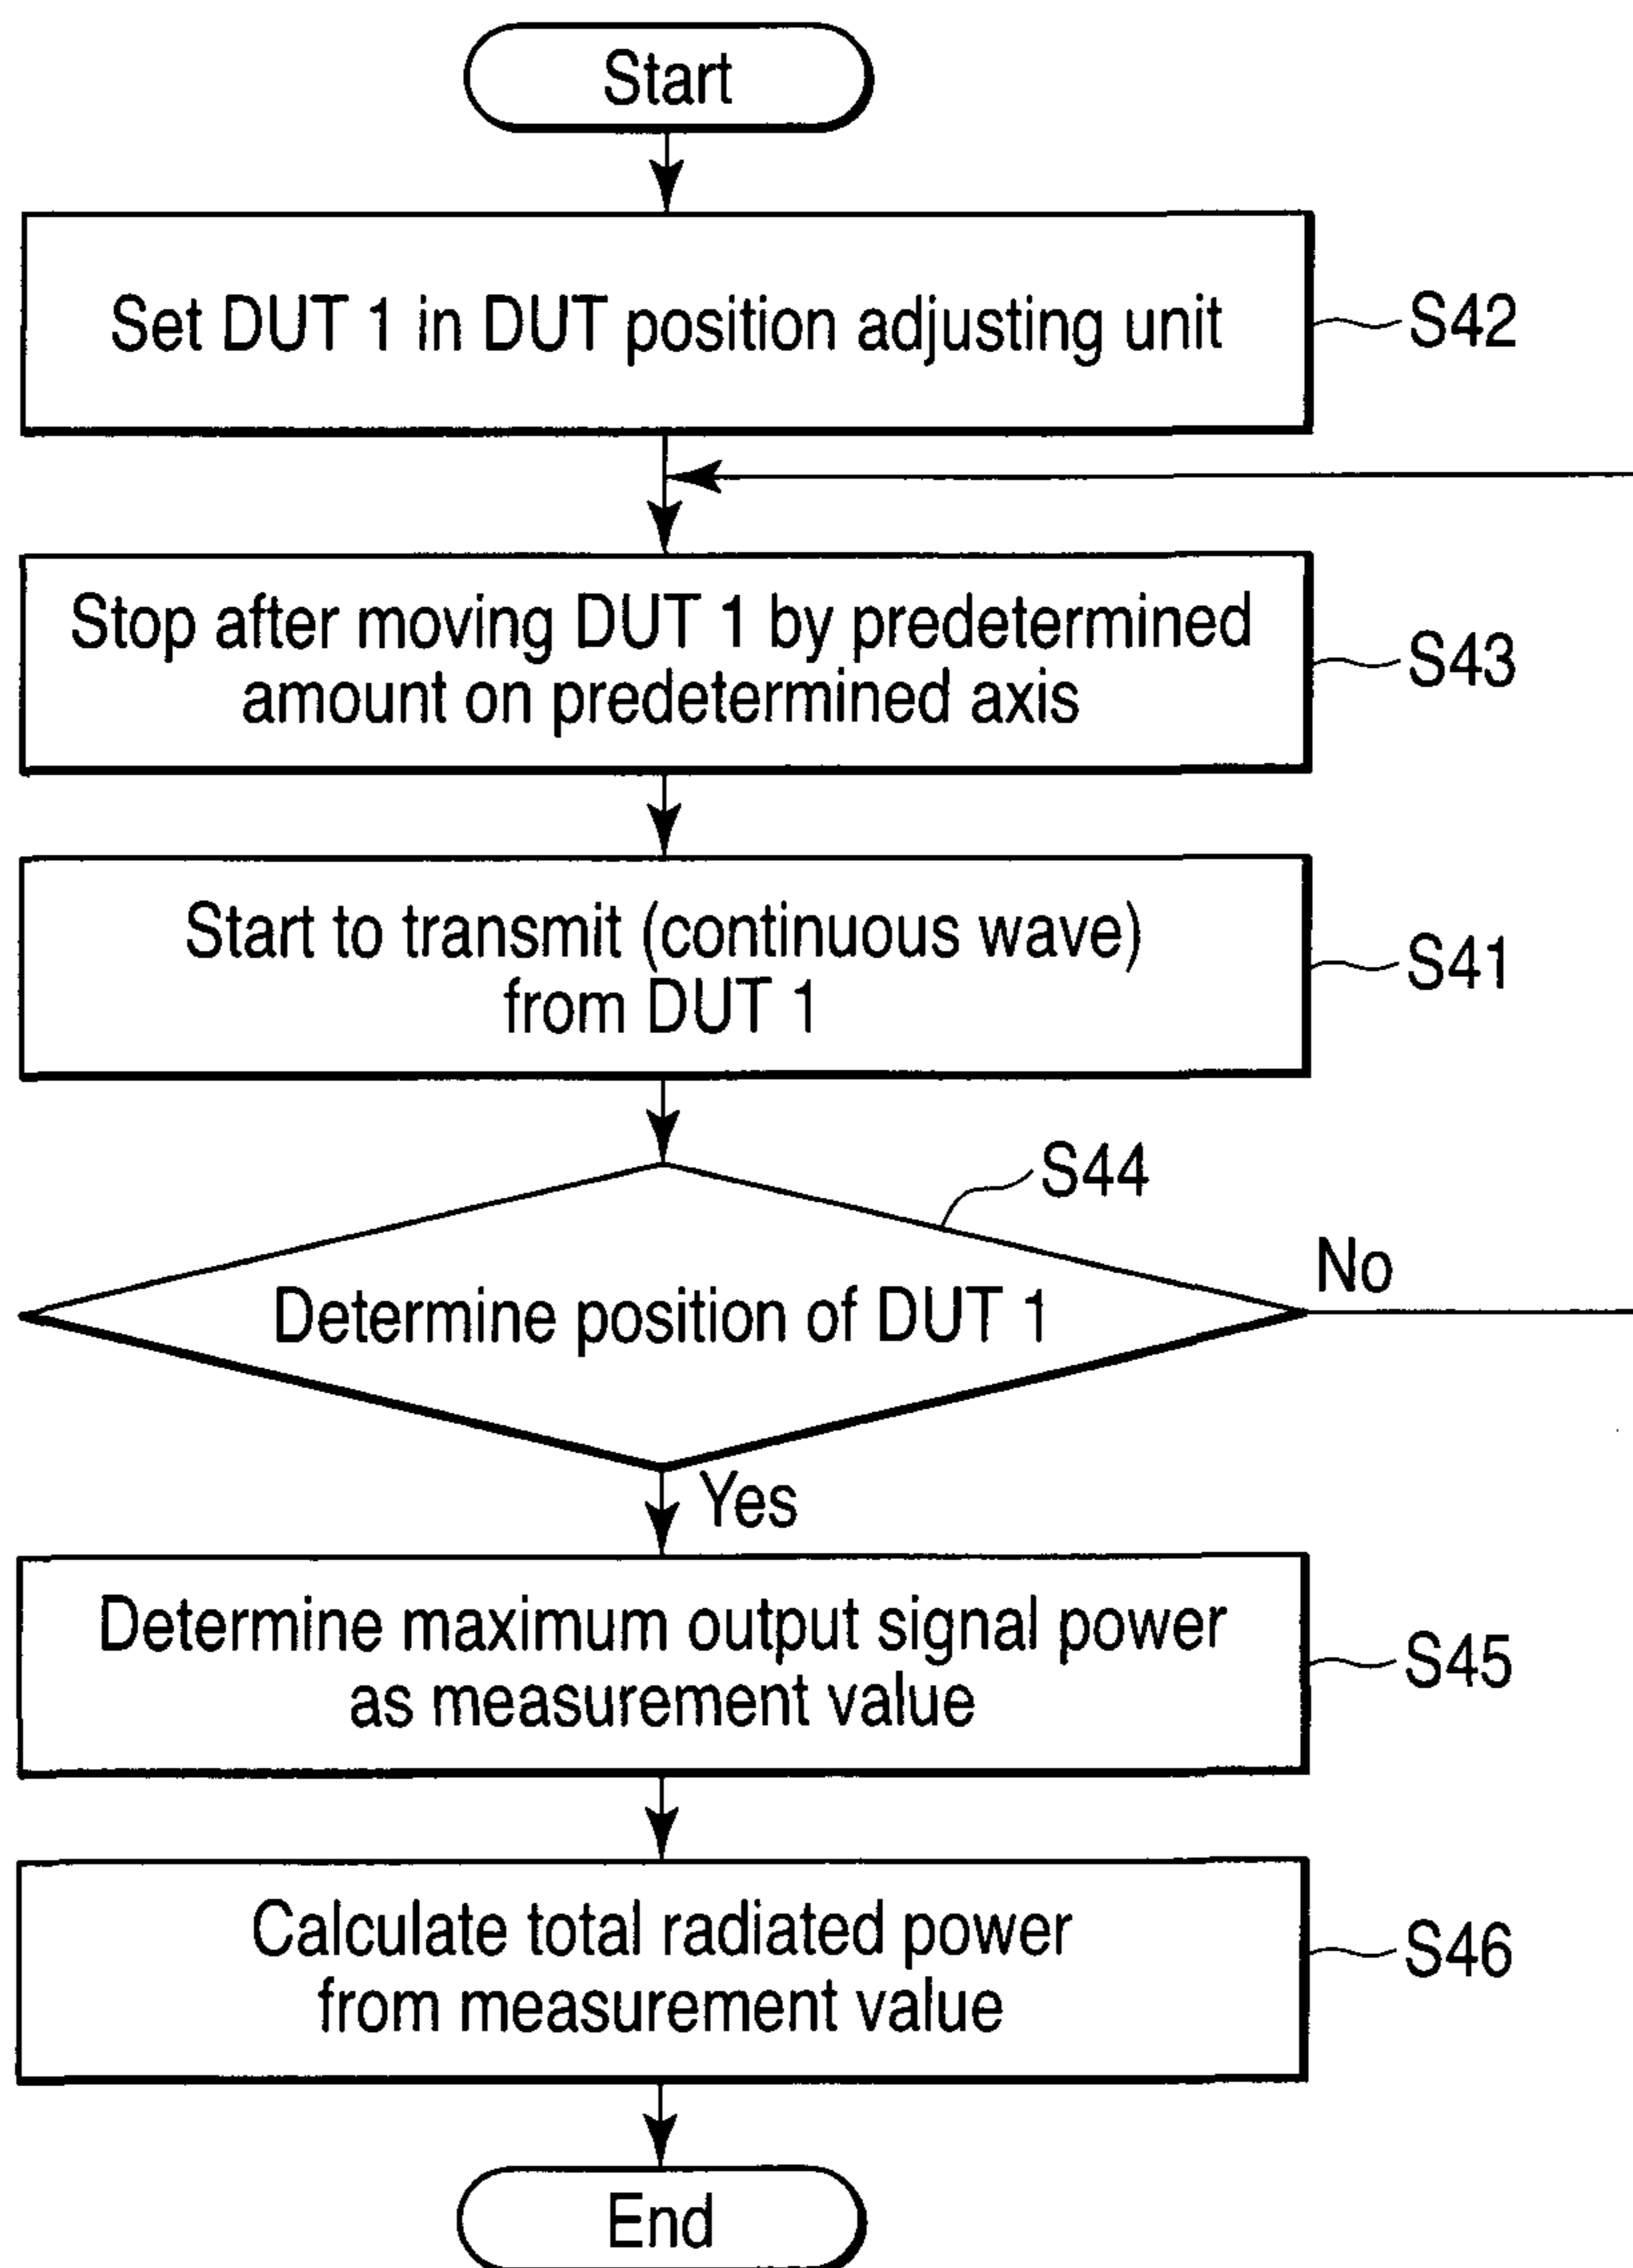 Start
Set DUT 1 in DUT position adjusting unit
S42
Stop after moving DUT 1 by predetermined
amount on predetermined axis
S43
Start to transmit (continuous wave)
from DUT 1
S41
S44
Determine position of DUT 1
No
Yes
Determine maximum output signal power
as measurement value
S45
Calculate total radiated power
from measurement value
S46
End